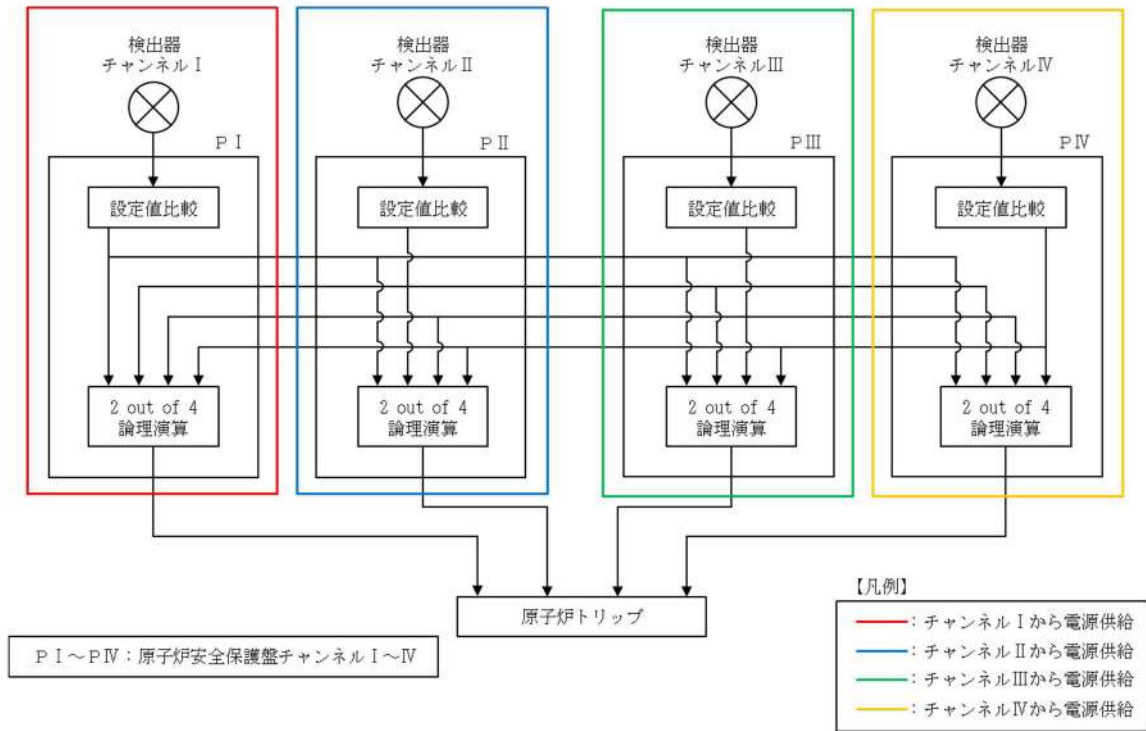 検出器
チャンネルⅠ
検出器
チャンネルⅡ
検出器
チャンネルⅢ
検出器
チャンネルⅣ
PⅠ
PⅡ
PⅢ
PⅣ
設定値比較
設定値比較
設定値比較
設定値比較
2 out of 4
論理演算
2 out of 4
論理演算
2 out of 4
論理演算
2 out of 4
論理演算
原子炉トリップ
PⅠ～PⅣ：原子炉安全保護盤チャンネルⅠ～Ⅳ
【凡例】
：チャンネルⅠから電源供給
：チャンネルⅡから電源供給
：チャンネルⅢから電源供給
：チャンネルⅣから電源供給